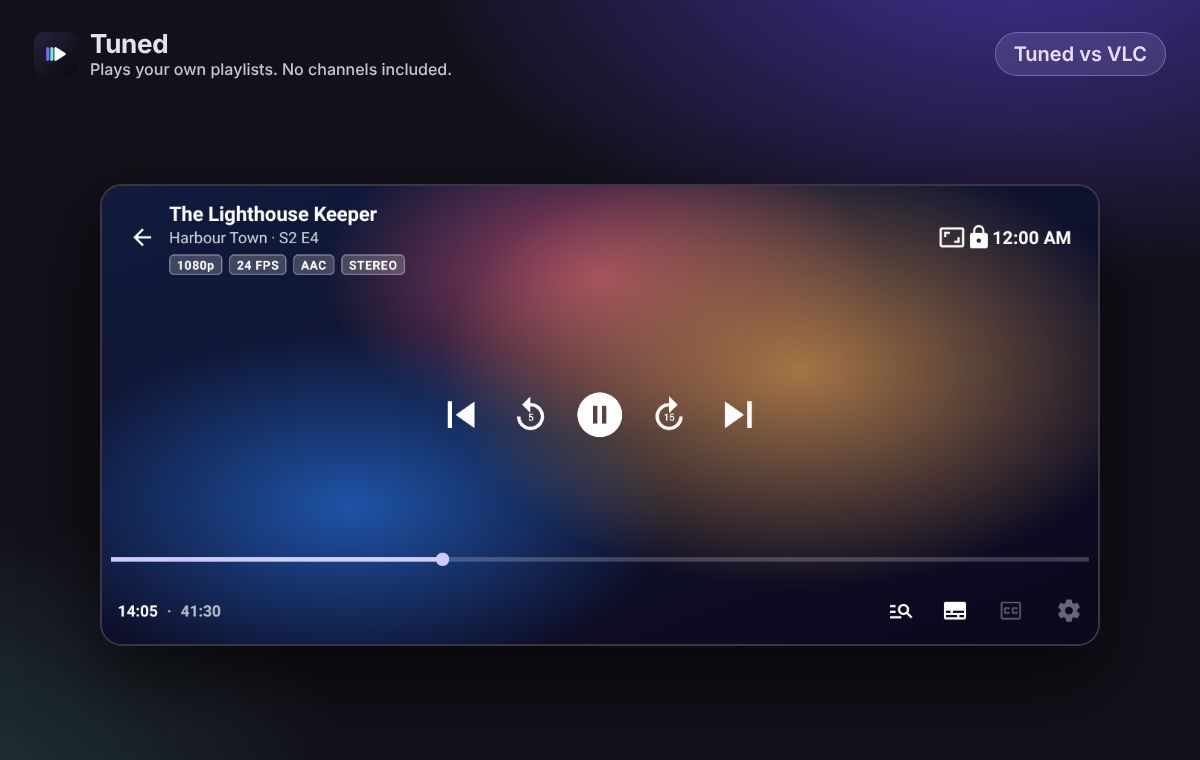 Tuned
Plays your own playlists. No channels included.
Tuned vs VLC
The Lighthouse Keeper
Harbour Town · S2 E4
1080p 24 FPS AAC STEREO
12:00 AM
5
15
14:05 · 41:30
CC